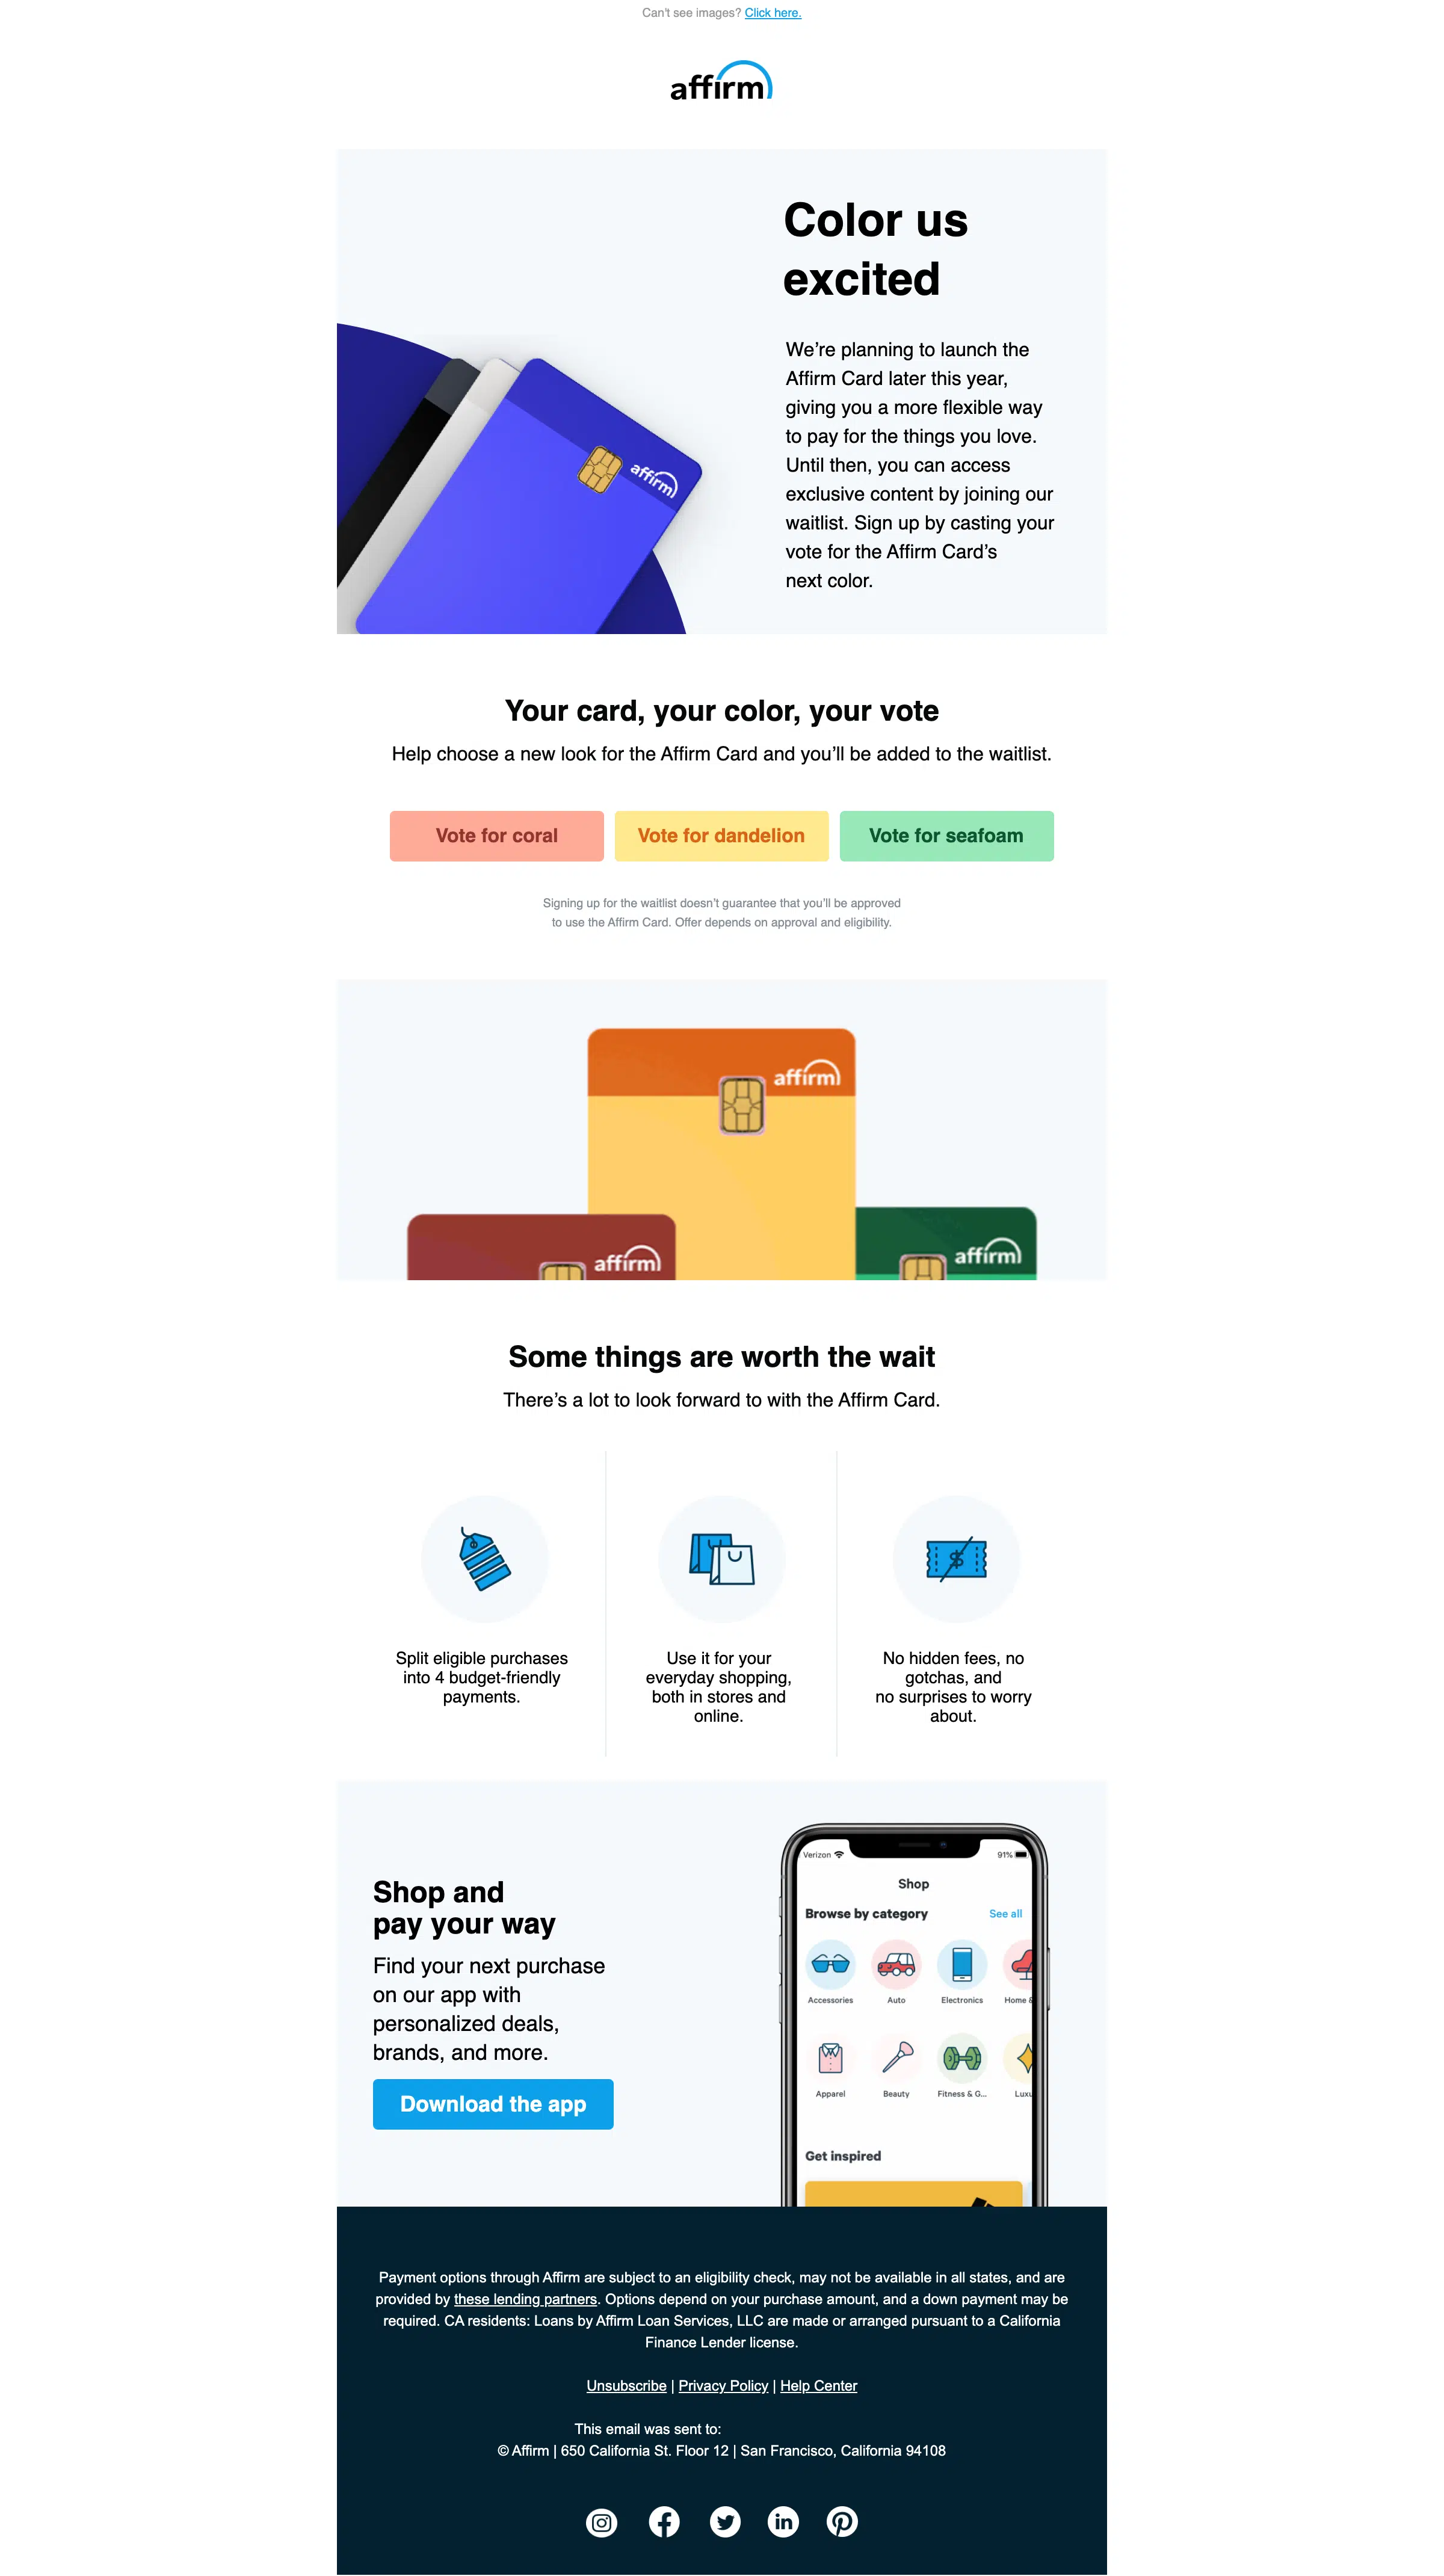 Can't see images? Click here.
affirm
Color us
excited
We’re planning to launch the
Affirm Card later this year,
giving you a more flexible way
to pay for the things you love.
Until then, you can access
exclusive content by joining our
waitlist. Sign up by casting your
vote for the Affirm Card’s
next color.
affirm
Your card, your color, your vote
Help choose a new look for the Affirm Card and you’ll be added to the waitlist.
Vote for coral
Vote for dandelion
Vote for seafoam
Signing up for the waitlist doesn’t guarantee that you’ll be approved
to use the Affirm Card. Offer depends on approval and eligibility.
affirm
affirm
affirm
Some things are worth the wait
There’s a lot to look forward to with the Affirm Card.
Split eligible purchases
into 4 budget-friendly
payments.
Use it for your
everyday shopping,
both in stores and
online.
$
No hidden fees, no
gotchas, and
no surprises to worry
about.
Shop and
pay your way
Find your next purchase
on our app with
personalized deals,
brands, and more.
Download the app
Verizon 91%
Shop
Browse by category See all
Accessories Auto Electronics Home &
Apparel Beauty Fitness & G... Luxu
Get inspired
Payment options through Affirm are subject to an eligibility check, may not be available in all states, and are
provided by these lending partners. Options depend on your purchase amount, and a down payment may be
required. CA residents: Loans by Affirm Loan Services, LLC are made or arranged pursuant to a California
Finance Lender license.
Unsubscribe | Privacy Policy | Help Center
This email was sent to:
© Affirm | 650 California St. Floor 12 | San Francisco, California 94108